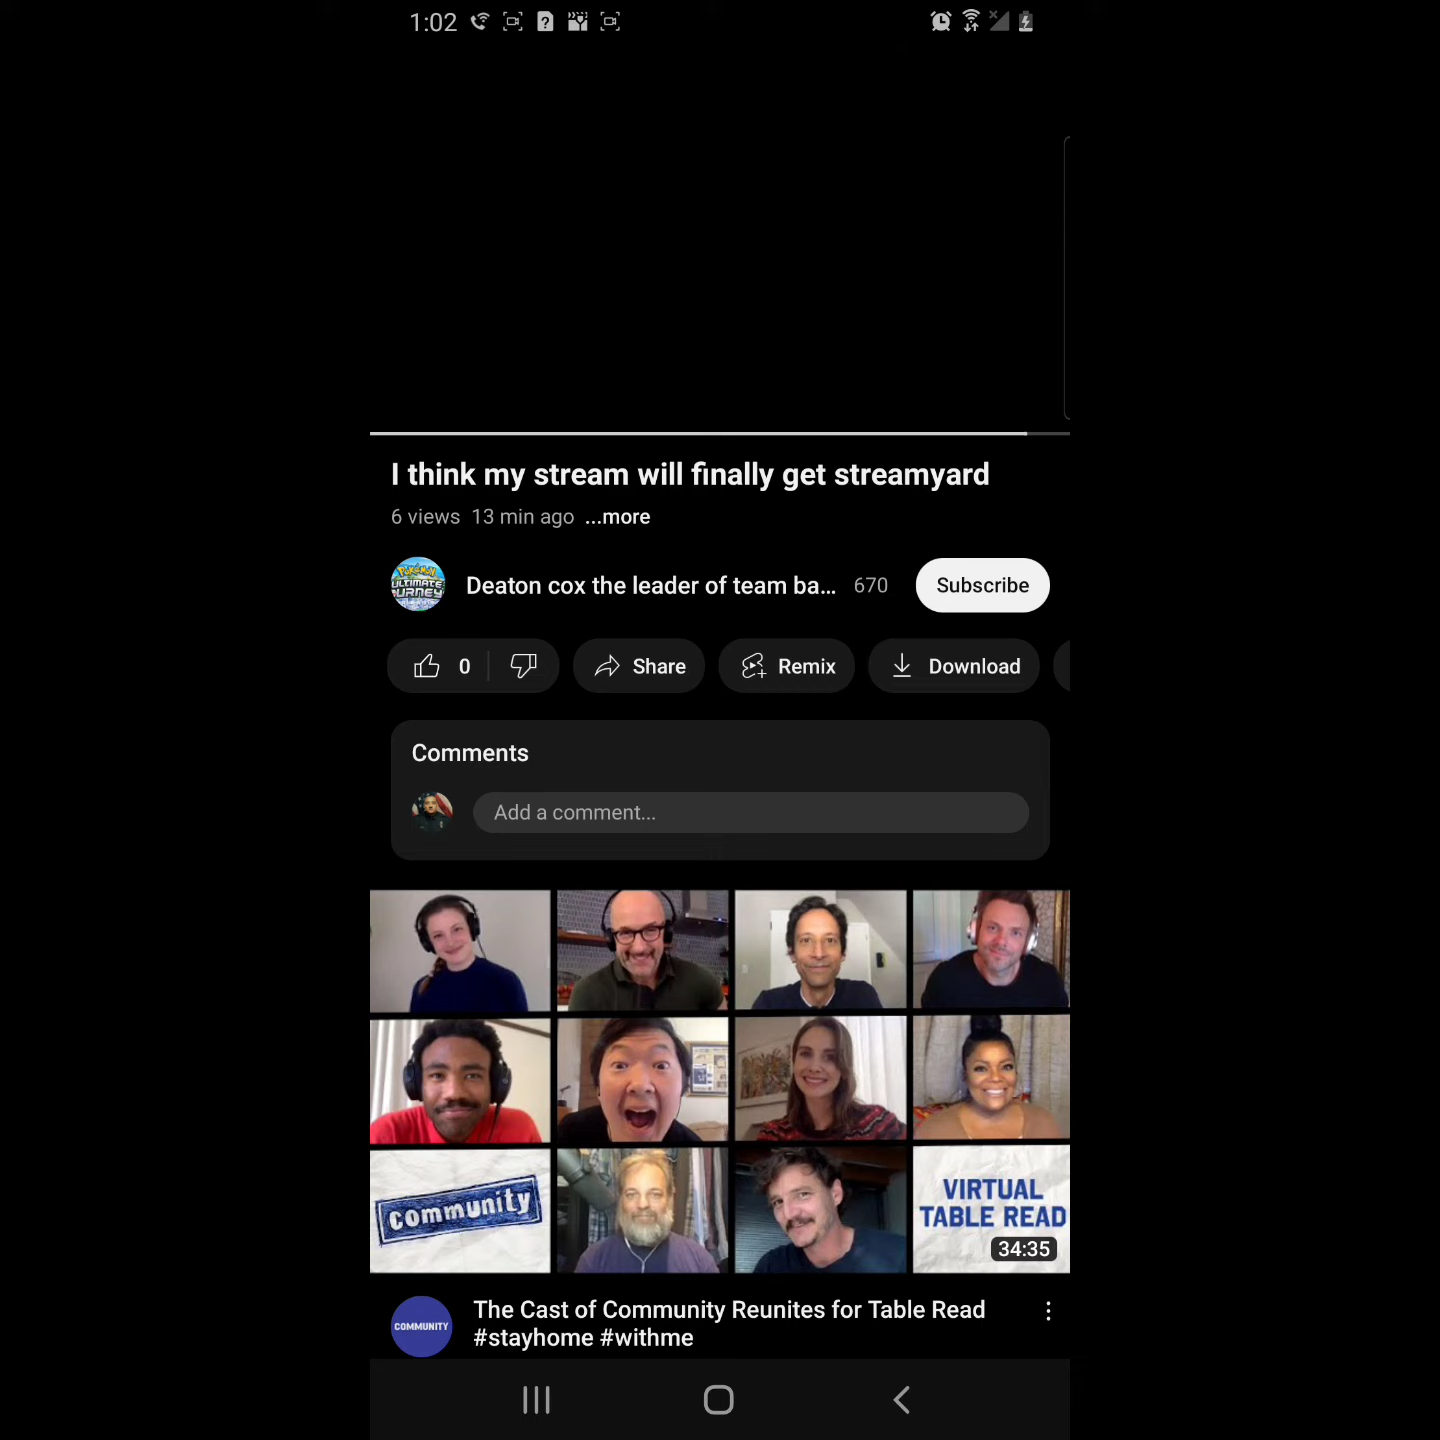 1:02
I think my stream will finally get streamyard
6 views 13 min ago ...more
POKéMON
ULTIMATE
Deaton cox the leader of team ba... 670 Subscribe
0 Share Remix Download
Comments
Add a comment...
community
VIRTUAL
TABLE READ
34:35
COMMUNITY
The Cast of Community Reunites for Table Read
#stayhome #withme